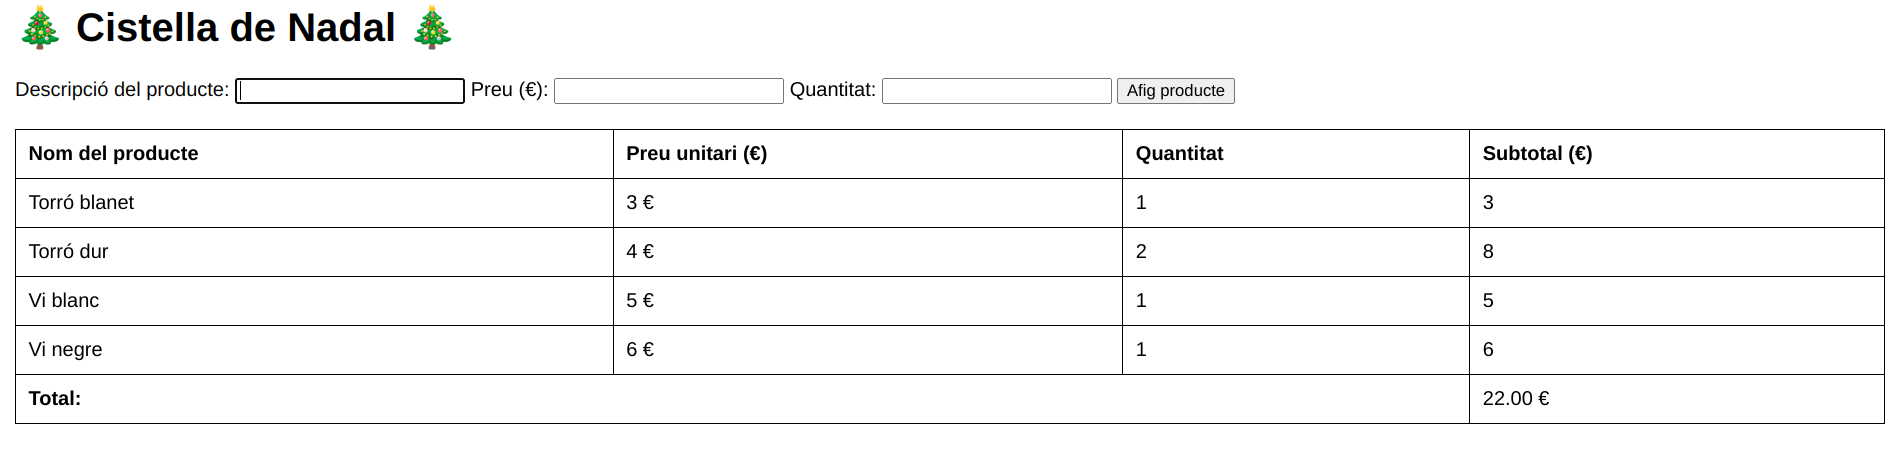 🎄 Cistella de Nadal 🎄
Descripció del producte: Preu (€): Quantitat: Afig producte
Nom del producte Preu unitari (€) Quantitat Subtotal (€)
Torró blanet 3 € 1 3
Torró dur 4 € 2 8
Vi blanc 5 € 1 5
Vi negre 6 € 1 6
Total: 22.00 €